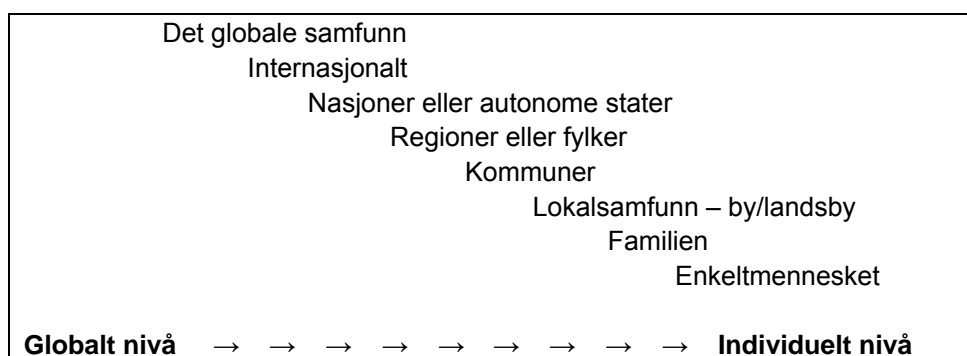 Det globale samfunn
Internasjonalt
Nasjoner eller autonome stater
Regioner eller fylker
Kommuner
Lokalsamfunn – by/landsby
Familien
Enkeltmennesket
Globalt nivå → → → → → → → → → Individuelt nivå